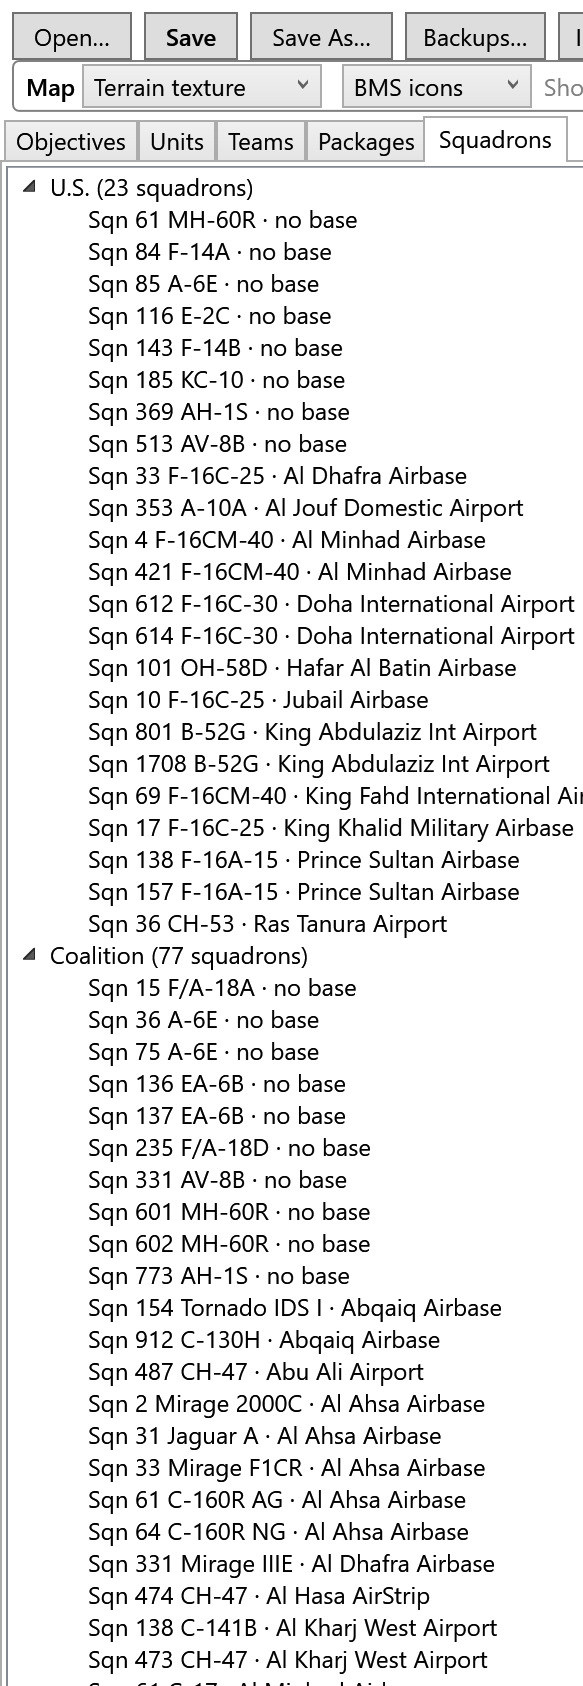 Open...
Save
Save As...
Backups...
Map
Terrain texture
BMS icons
Sho
Objectives
Units
Teams
Packages
Squadrons
U.S. (23 squadrons)
Sqn 61 MH-60R · no base
Sqn 84 F-14A · no base
Sqn 85 A-6E · no base
Sqn 116 E-2C · no base
Sqn 143 F-14B · no base
Sqn 185 KC-10 · no base
Sqn 369 AH-1S · no base
Sqn 513 AV-8B · no base
Sqn 33 F-16C-25 · Al Dhafra Airbase
Sqn 353 A-10A · Al Jouf Domestic Airport
Sqn 4 F-16CM-40 · Al Minhad Airbase
Sqn 421 F-16CM-40 · Al Minhad Airbase
Sqn 612 F-16C-30 · Doha International Airport
Sqn 614 F-16C-30 · Doha International Airport
Sqn 101 OH-58D · Hafar Al Batin Airbase
Sqn 10 F-16C-25 · Jubail Airbase
Sqn 801 B-52G · King Abdulaziz Int Airport
Sqn 1708 B-52G · King Abdulaziz Int Airport
Sqn 69 F-16CM-40 · King Fahd International Air
Sqn 17 F-16C-25 · King Khalid Military Airbase
Sqn 138 F-16A-15 · Prince Sultan Airbase
Sqn 157 F-16A-15 · Prince Sultan Airbase
Sqn 36 CH-53 · Ras Tanura Airport
Coalition (77 squadrons)
Sqn 15 F/A-18A · no base
Sqn 36 A-6E · no base
Sqn 75 A-6E · no base
Sqn 136 EA-6B · no base
Sqn 137 EA-6B · no base
Sqn 235 F/A-18D · no base
Sqn 331 AV-8B · no base
Sqn 601 MH-60R · no base
Sqn 602 MH-60R · no base
Sqn 773 AH-1S · no base
Sqn 154 Tornado IDS I · Abqaiq Airbase
Sqn 912 C-130H · Abqaiq Airbase
Sqn 487 CH-47 · Abu Ali Airport
Sqn 2 Mirage 2000C · Al Ahsa Airbase
Sqn 31 Jaguar A · Al Ahsa Airbase
Sqn 33 Mirage F1CR · Al Ahsa Airbase
Sqn 61 C-160R AG · Al Ahsa Airbase
Sqn 64 C-160R NG · Al Ahsa Airbase
Sqn 331 Mirage IIIE · Al Dhafra Airbase
Sqn 474 CH-47 · Al Hasa AirStrip
Sqn 138 C-141B · Al Kharj West Airport
Sqn 473 CH-47 · Al Kharj West Airport